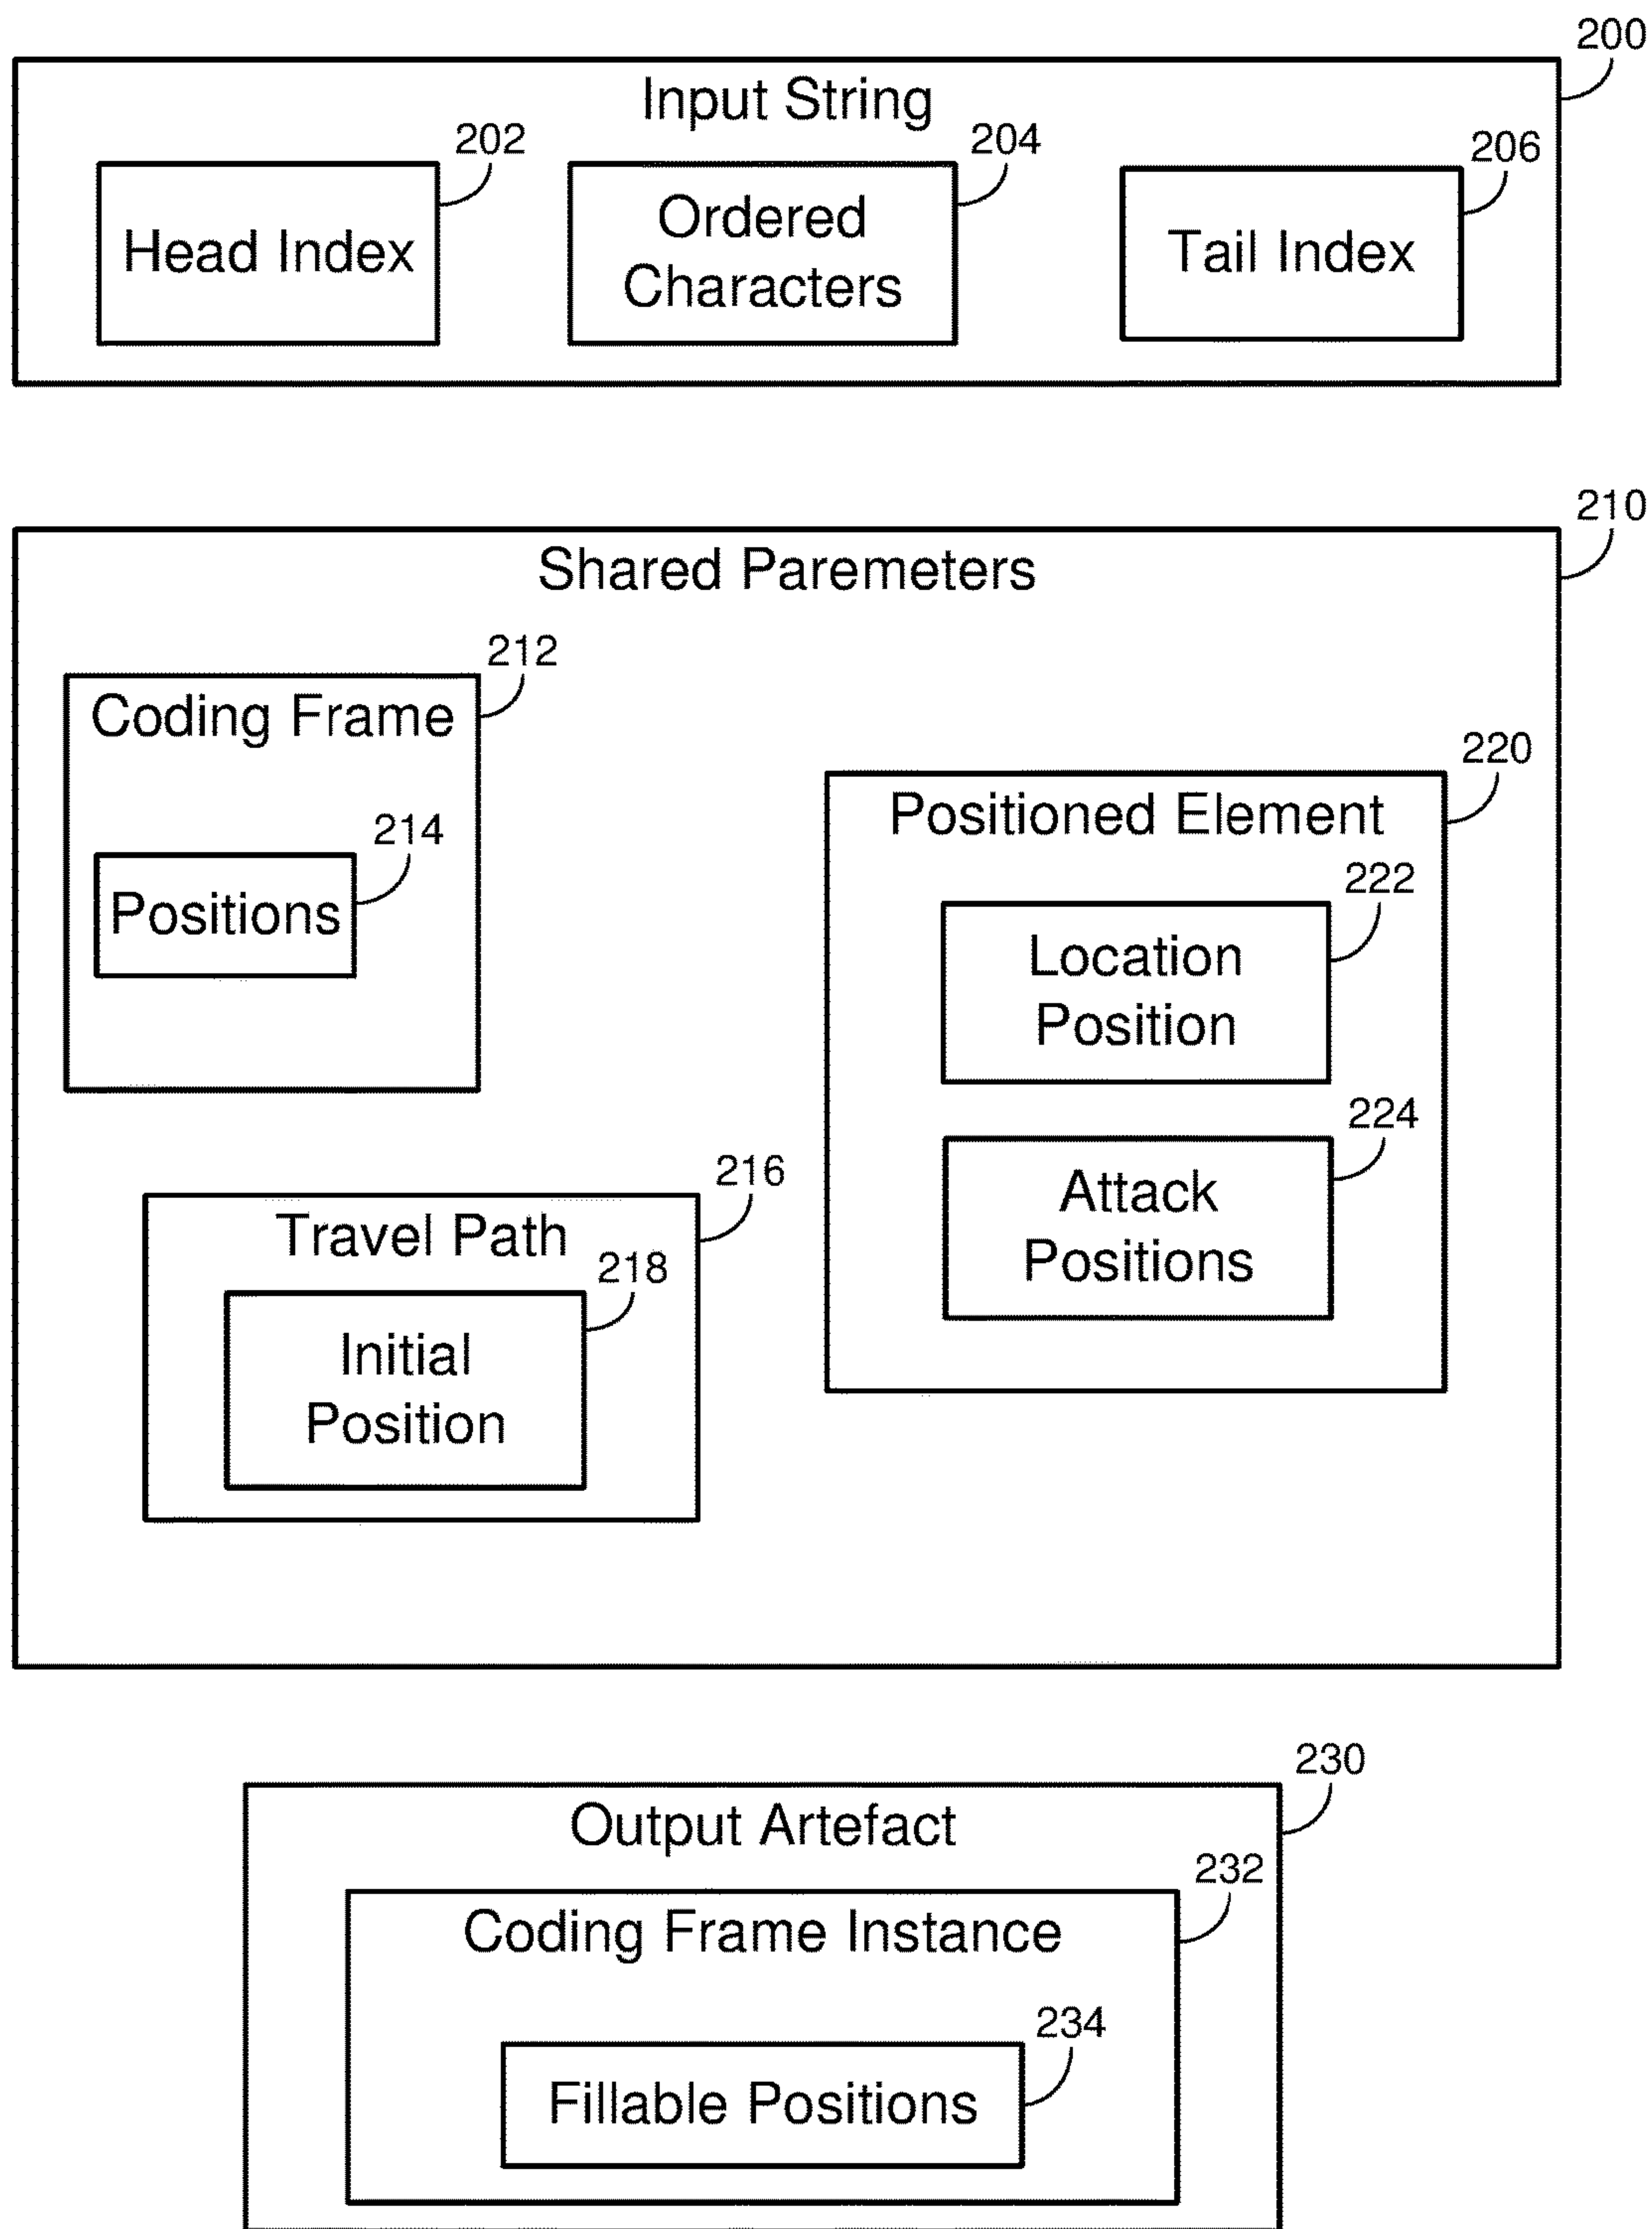 200
Input String
202
204
206
Head Index
Ordered
Characters
Tail Index
210
Shared Paremeters
212
Coding Frame
214
Positions
220
Positioned Element
222
Location
Position
224
Attack
Positions
216
Travel Path
218
Initial
Position
230
Output Artefact
232
Coding Frame Instance
234
Fillable Positions